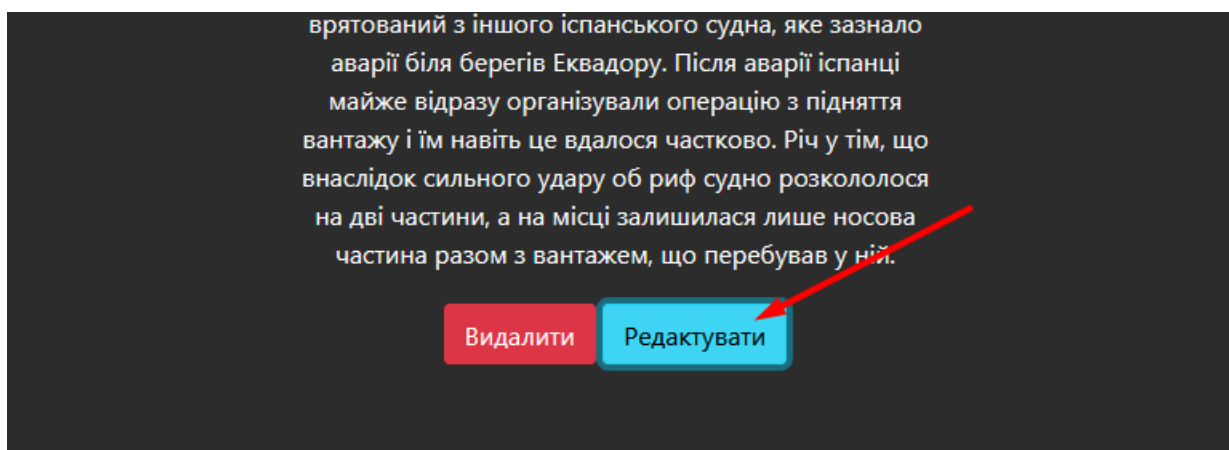 врятований з іншого іспанського судна, яке зазнало
аварії біля берегів Еквадору. Після аварії іспанці
майже відразу організували операцію з підняття
вантажу і їм навіть це вдалося частково. Річ у тім, що
внаслідок сильного удару об риф судно розкололося
на дві частини, а на місці залишилася лише носова
частина разом з вантажем, що перебував у ній.
Видалити Редактувати